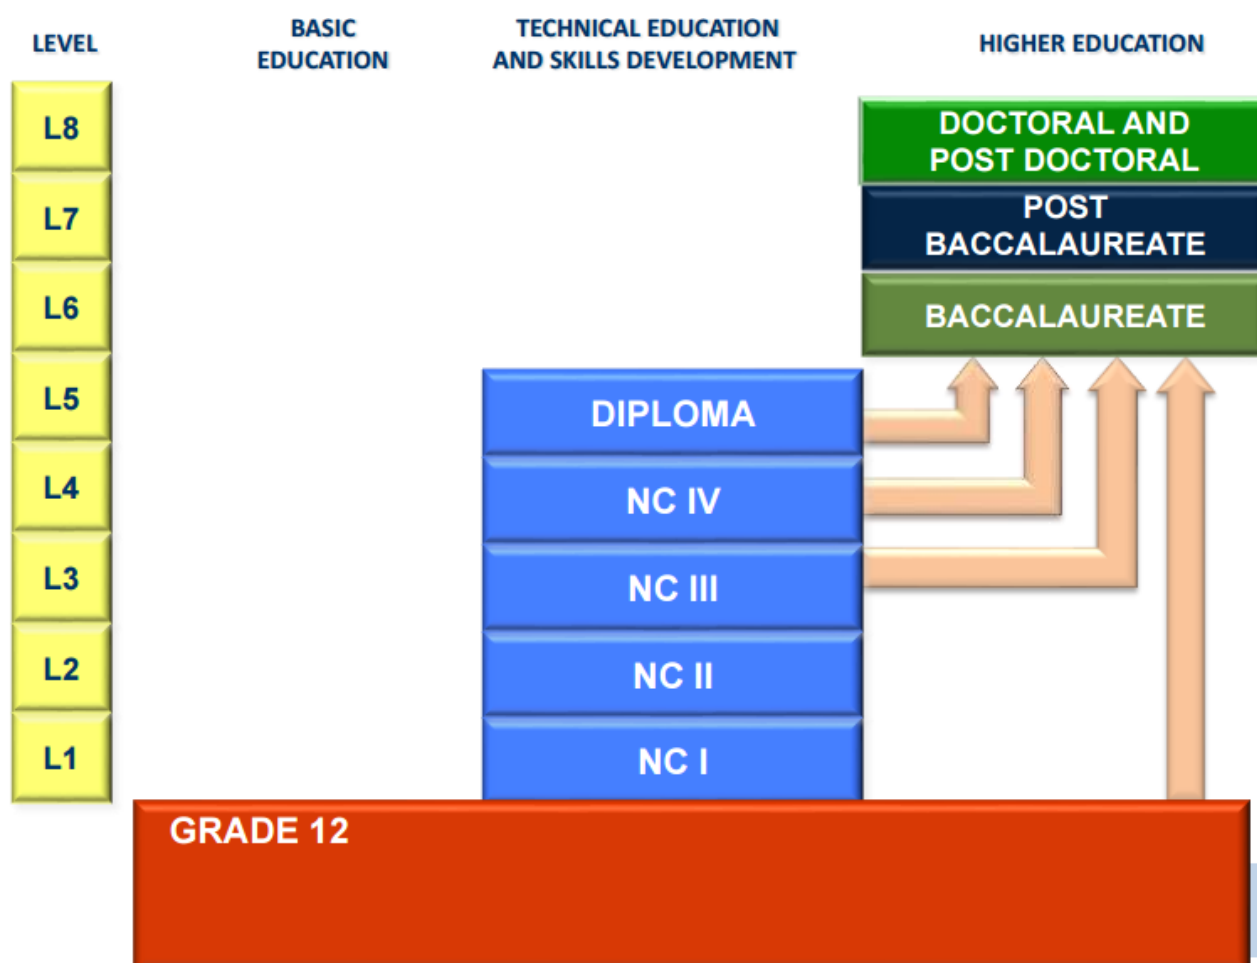 LEVEL
BASIC
EDUCATION
TECHNICAL EDUCATION
AND SKILLS DEVELOPMENT
HIGHER EDUCATION
L8
DOCTORAL AND
POST DOCTORAL
L7
POST
BACCALAUREATE
L6
BACCALAUREATE
L5
DIPLOMA
L4
NC IV
L3
NC III
L2
NC II
L1
NC I
GRADE 12